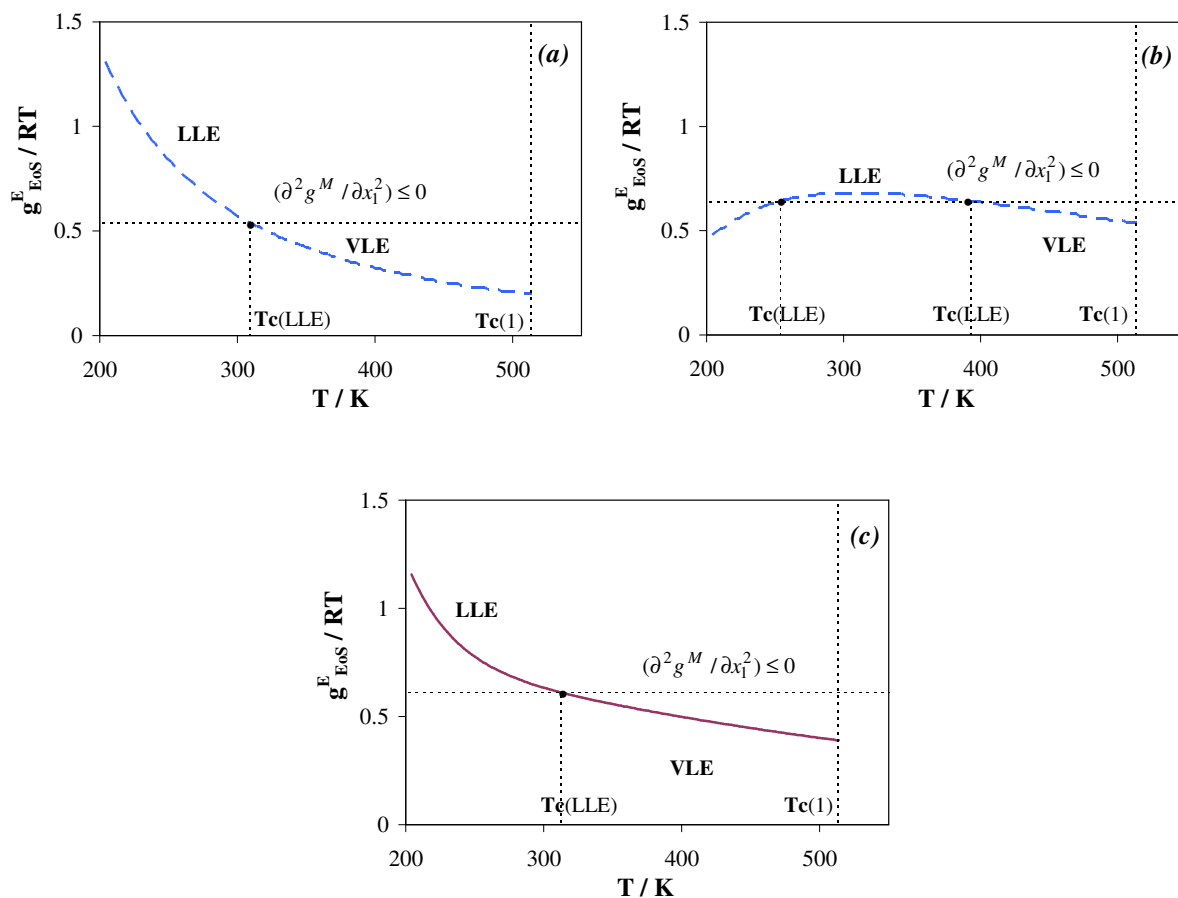 1.5
(a)
g^E_EoS / RT
1
LLE
(∂²g^M / ∂x₁²) ≤ 0
0.5
VLE
Tc(LLE)
Tc(1)
0
200
300
400
500
T / K
1.5
(b)
g^E_EoS / RT
1
LLE
(∂²g^M / ∂x₁²) ≤ 0
0.5
VLE
Tc(LLE)
Tc(LLE)
Tc(1)
0
200
300
400
500
T / K
1.5
(c)
g^E_EoS / RT
1
LLE
(∂²g^M / ∂x₁²) ≤ 0
0.5
VLE
Tc(LLE)
Tc(1)
0
200
300
400
500
T / K